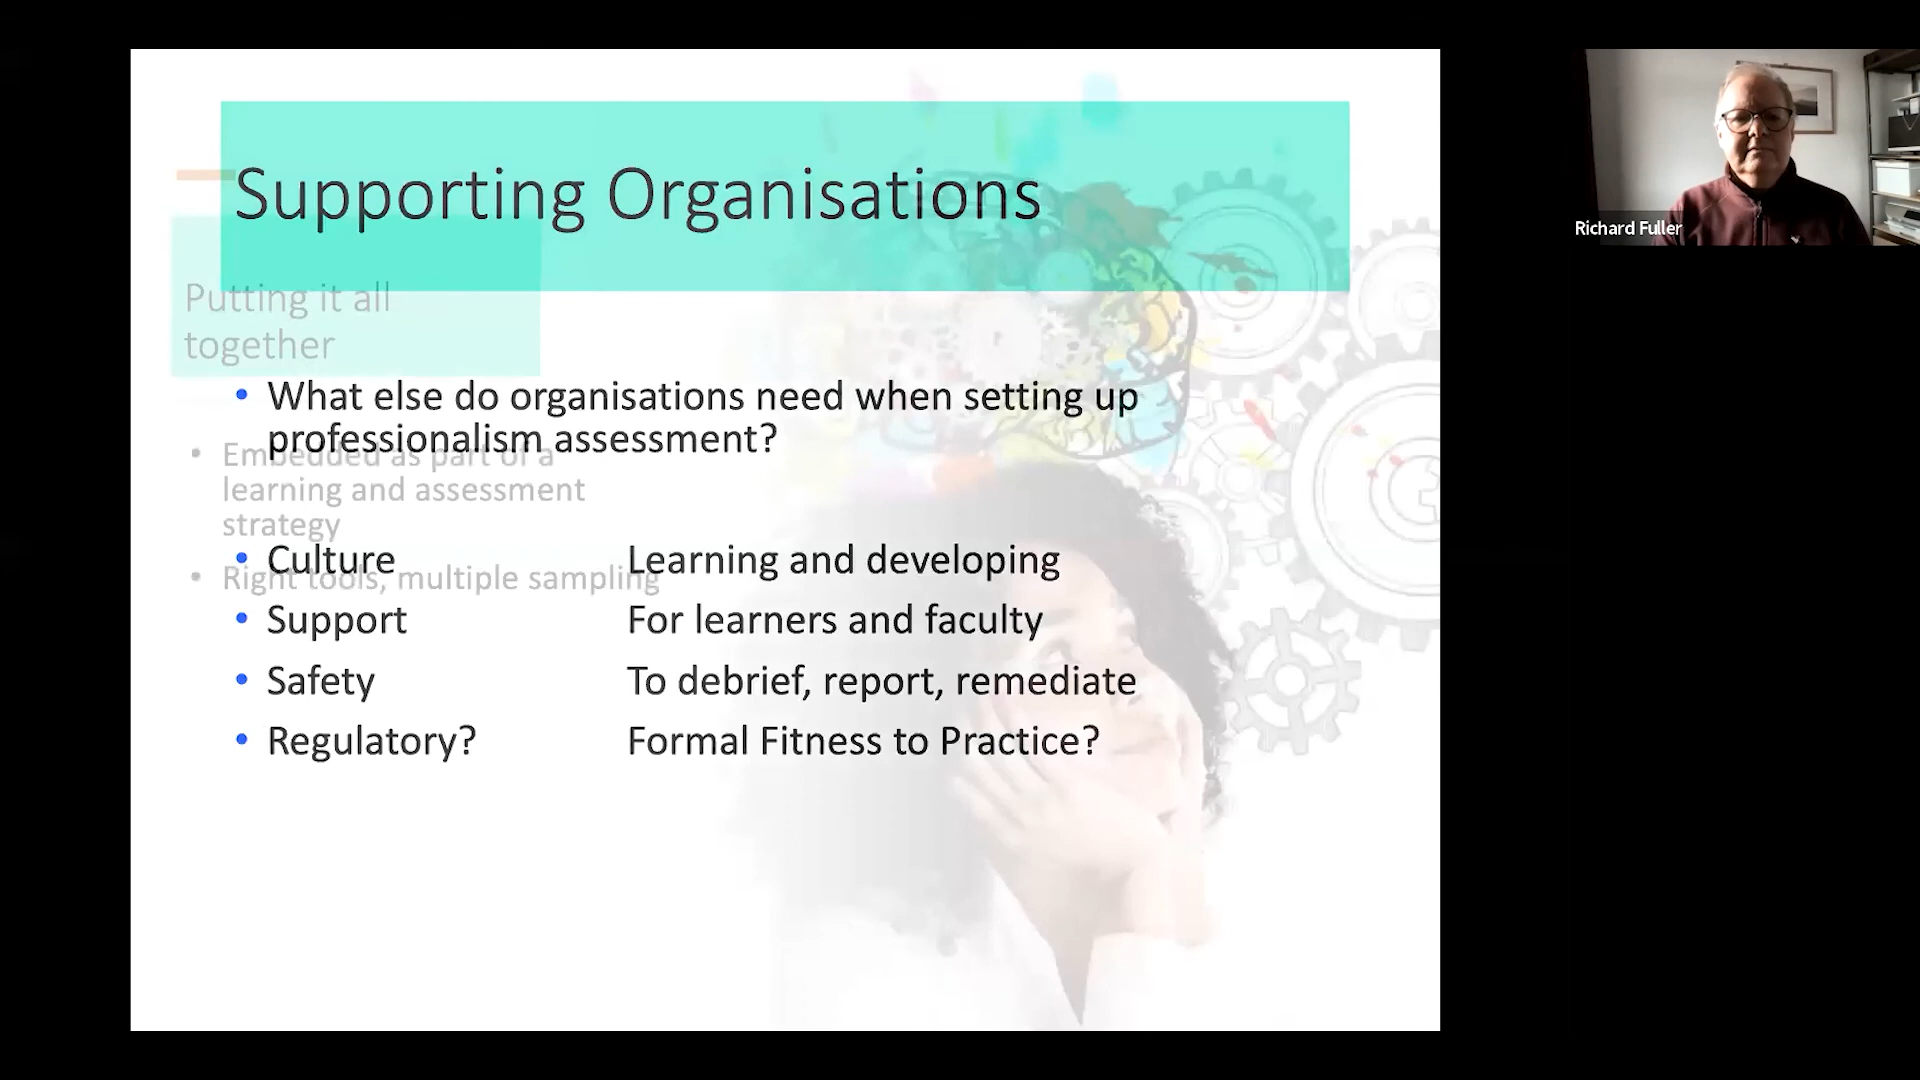 Supporting Organisations
Putting it all
together
• What else do organisations need when setting up
professionalism assessment?
• Embedded as part of a
learning and assessment
strategy
• Culture Learning and developing
• Right tools, multiple sampling
• Support For learners and faculty
• Safety To debrief, report, remediate
• Regulatory? Formal Fitness to Practice?
Richard Fuller